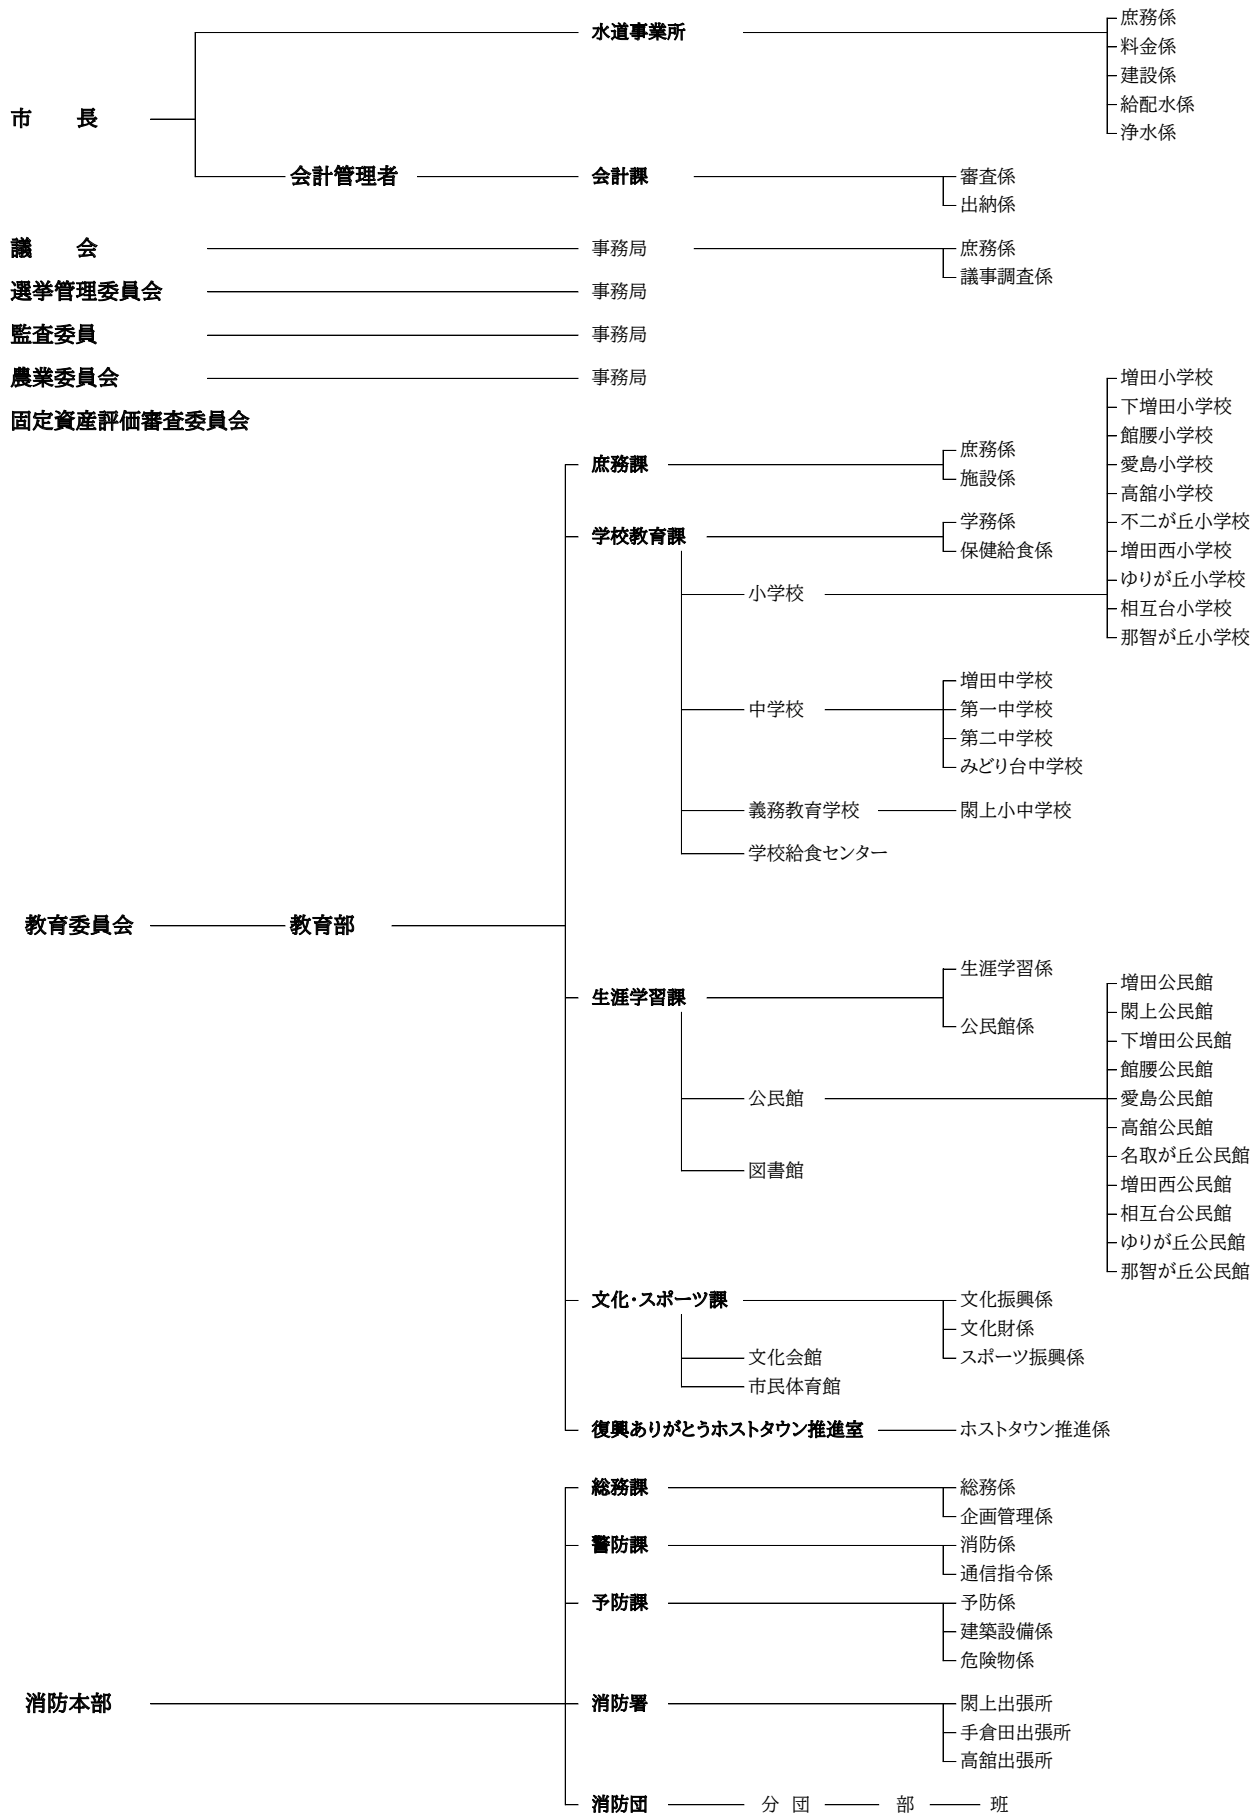 水道事業所
庶務係
料金係
建設係
給配水係
浄水係
市　　長
会計管理者
会計課
審査係
出納係
議　　会
事務局
庶務係
議事調査係
選挙管理委員会
事務局
監査委員
事務局
農業委員会
事務局
固定資産評価審査委員会
教育委員会
教育部
庶務課
庶務係
施設係
学校教育課
学務係
保健給食係
小学校
増田小学校
下増田小学校
館腰小学校
愛島小学校
高舘小学校
不二が丘小学校
増田西小学校
ゆりが丘小学校
相互台小学校
那智が丘小学校
中学校
増田中学校
第一中学校
第二中学校
みどり台中学校
義務教育学校
閖上小中学校
学校給食センター
生涯学習課
生涯学習係
公民館係
公民館
増田公民館
閖上公民館
下増田公民館
館腰公民館
愛島公民館
高舘公民館
名取が丘公民館
増田西公民館
相互台公民館
ゆりが丘公民館
那智が丘公民館
図書館
文化・スポーツ課
文化振興係
文化財係
スポーツ振興係
文化会館
市民体育館
復興ありがとうホストタウン推進室
ホストタウン推進係
消防本部
総務課
総務係
企画管理係
警防課
消防係
通信指令係
予防課
予防係
建築設備係
危険物係
消防署
閖上出張所
手倉田出張所
高舘出張所
消防団
分　団
部
班